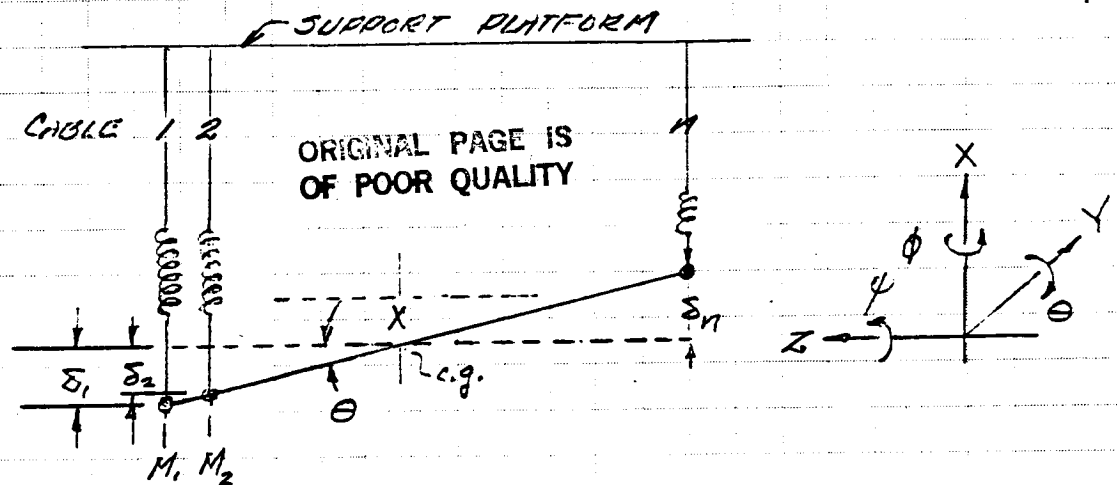 SUPPORT PLATFORM
CABLE 1 2 n
ORIGINAL PAGE IS
OF POOR QUALITY
X
Y
φ
ψ
θ
Z
X
δ₁ δ₂
δn
c.g.
θ
M₁ M₂